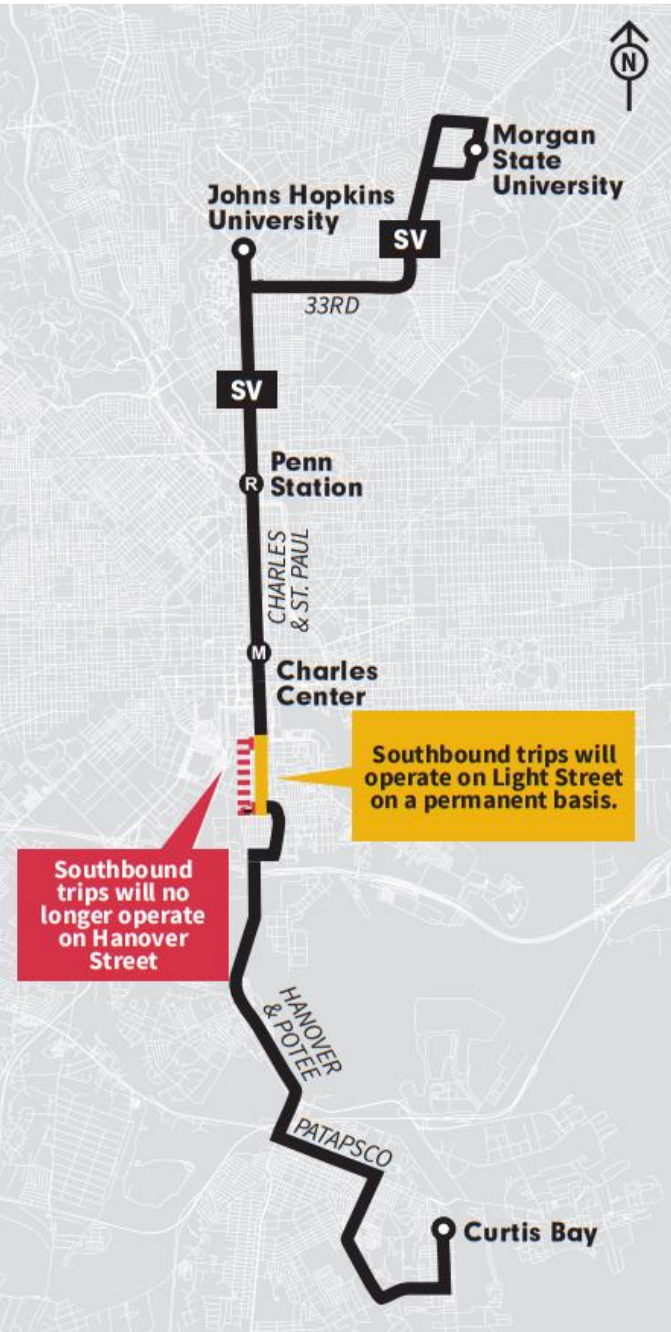 N
Morgan
State
University
Johns Hopkins
University
SV
33RD
SV
R
Penn
Station
CHARLES
& ST. PAUL
M
Charles
Center
Southbound trips will
operate on Light Street
on a permanent basis.
Southbound
trips will no
longer operate
on Hanover
Street
HANOVER
& POTEE
PATAPSCO
Curtis Bay